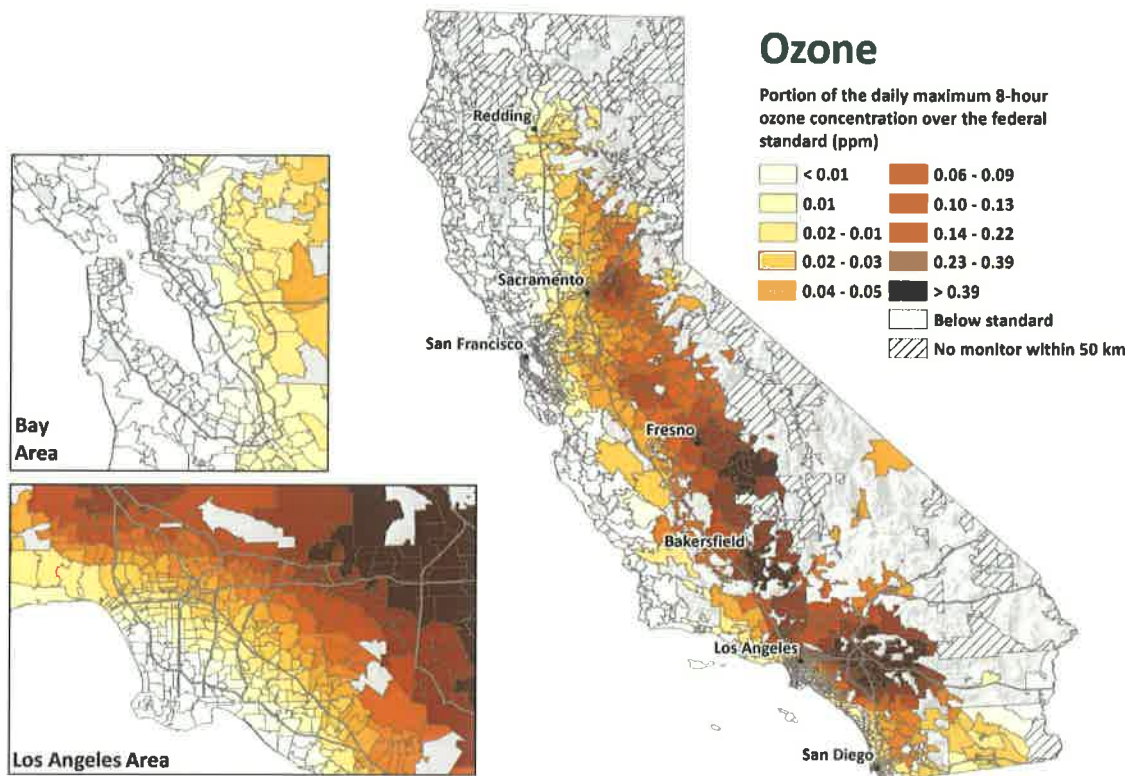 Ozone
Portion of the daily maximum 8-hour
ozone concentration over the federal
standard (ppm)
< 0.01
0.01
0.02 - 0.01
0.02 - 0.03
0.04 - 0.05
0.06 - 0.09
0.10 - 0.13
0.14 - 0.22
0.23 - 0.39
> 0.39
Below standard
No monitor within 50 km
Redding
Sacramento
San Francisco
Fresno
Bakersfield
Los Angeles
San Diego
Bay
Area
Los Angeles Area